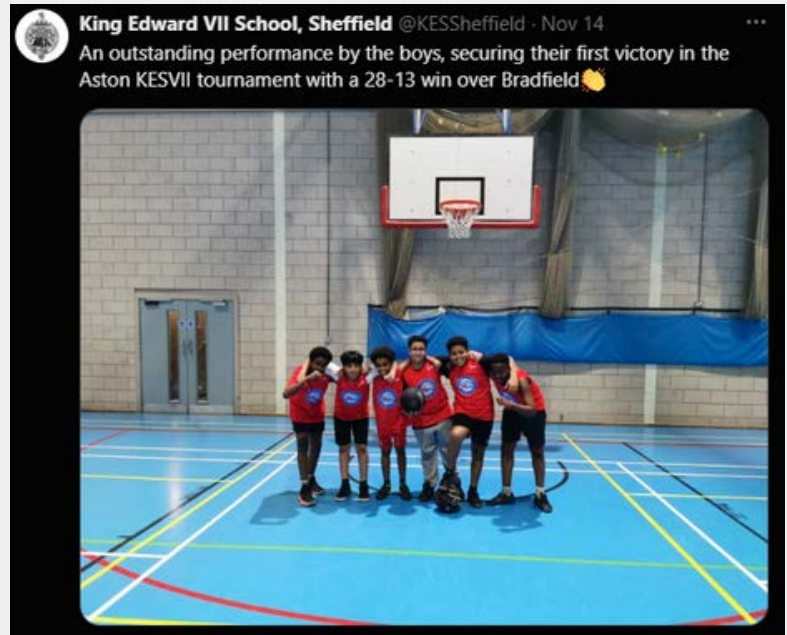 King Edward VII School, Sheffield @KESSheffield · Nov 14
An outstanding performance by the boys, securing their first victory in the
Aston KESVII tournament with a 28-13 win over Bradfield👏